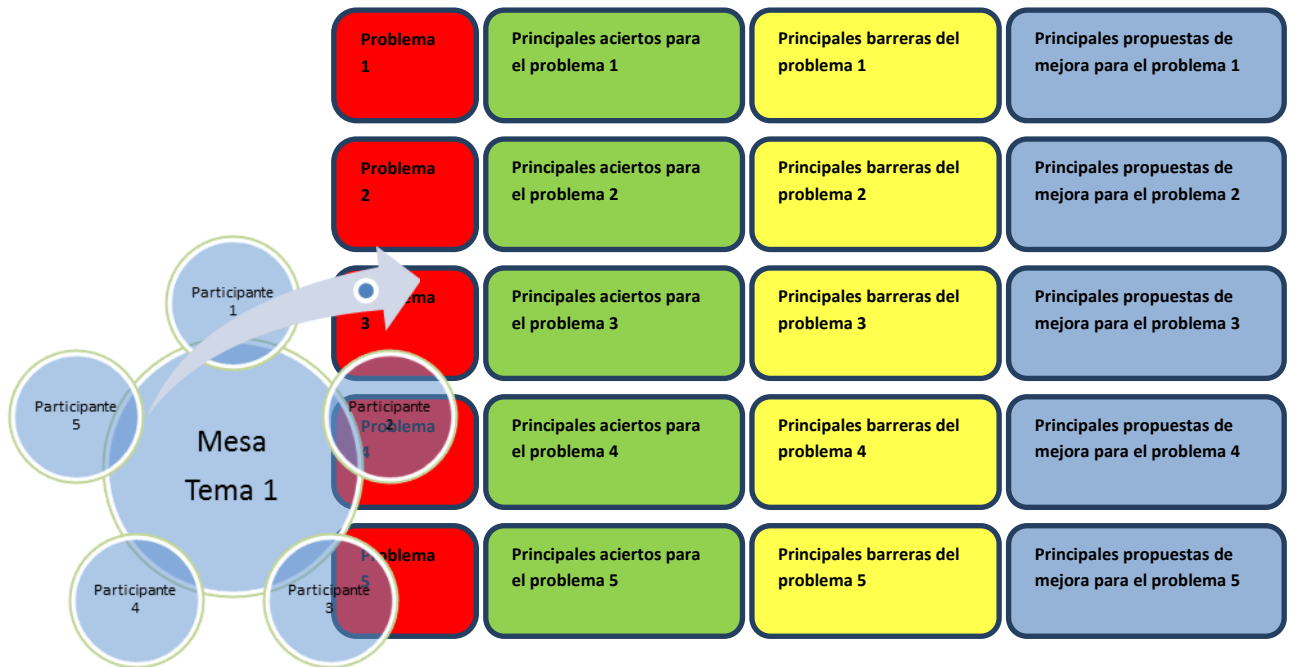 Problema
1
Principales aciertos para
el problema 1
Principales barreras del
problema 1
Principales propuestas de
mejora para el problema 1
Problema
2
Principales aciertos para
el problema 2
Principales barreras del
problema 2
Principales propuestas de
mejora para el problema 2
Problema
3
Principales aciertos para
el problema 3
Principales barreras del
problema 3
Principales propuestas de
mejora para el problema 3
Problema
4
Principales aciertos para
el problema 4
Principales barreras del
problema 4
Principales propuestas de
mejora para el problema 4
Problema
5
Principales aciertos para
el problema 5
Principales barreras del
problema 5
Principales propuestas de
mejora para el problema 5
Mesa
Tema 1
Participante
1
Participante
2
Participante
3
Participante
4
Participante
5